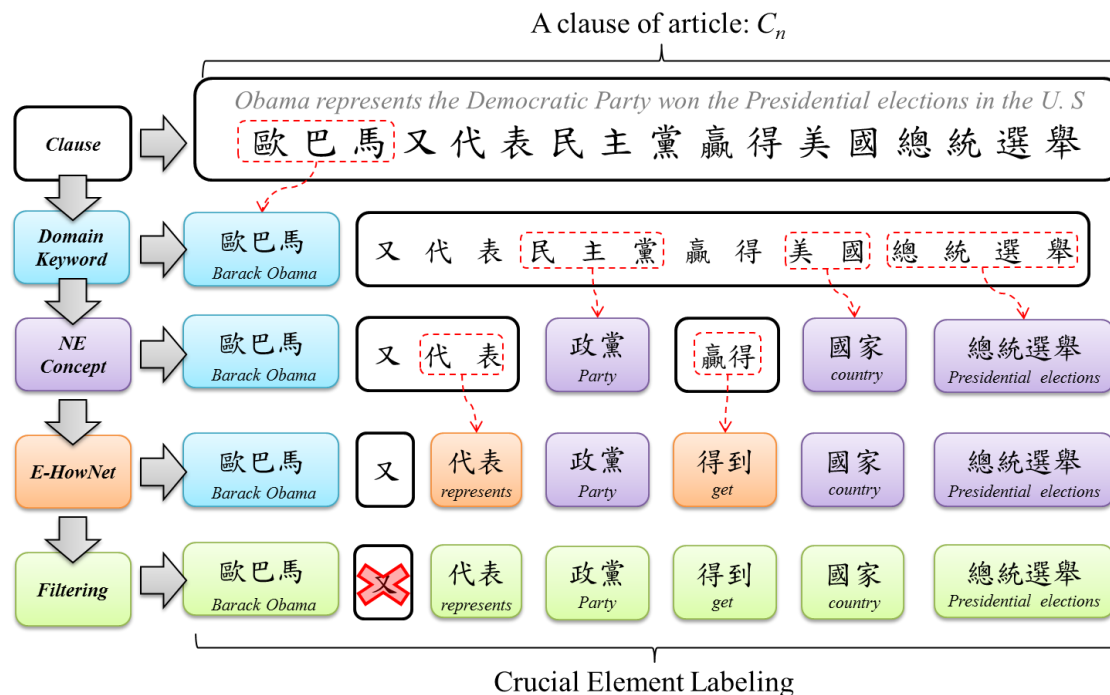 A clause of article: Cn
Obama represents the Democratic Party won the Presidential elections in the U. S
Clause
歐巴馬又代表民主黨贏得美國總統選舉
Domain Keyword
歐巴馬
Barack Obama
又代表民主黨贏得美國總統選舉
NE Concept
歐巴馬
Barack Obama
又代表
政黨
Party
贏得
國家
country
總統選舉
Presidential elections
E-HowNet
歐巴馬
Barack Obama
又
代表
represents
政黨
Party
得到
get
國家
country
總統選舉
Presidential elections
Filtering
歐巴馬
Barack Obama
又
代表
represents
政黨
Party
得到
get
國家
country
總統選舉
Presidential elections
Crucial Element Labeling